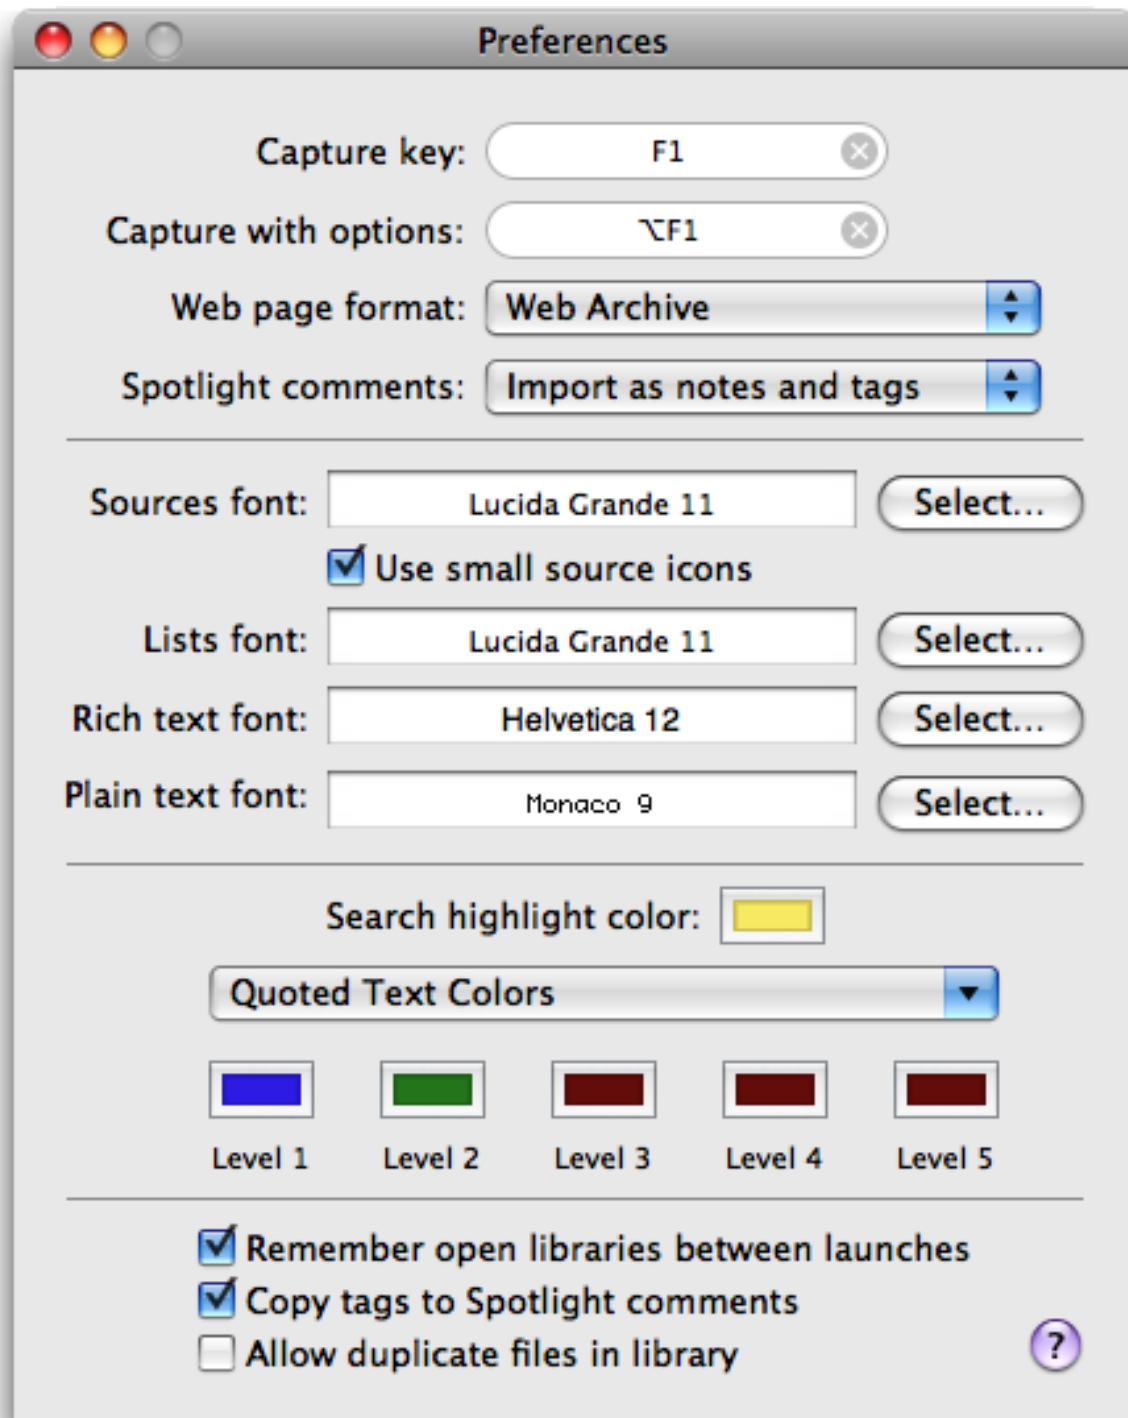 Preferences
Capture key: F1
Capture with options: ⌥F1
Web page format: Web Archive
Spotlight comments: Import as notes and tags
Sources font: Lucida Grande 11 Select...
Use small source icons
Lists font: Lucida Grande 11 Select...
Rich text font: Helvetica 12 Select...
Plain text font: Monaco 9 Select...
Search highlight color:
Quoted Text Colors
Level 1 Level 2 Level 3 Level 4 Level 5
Remember open libraries between launches
Copy tags to Spotlight comments
Allow duplicate files in library
?